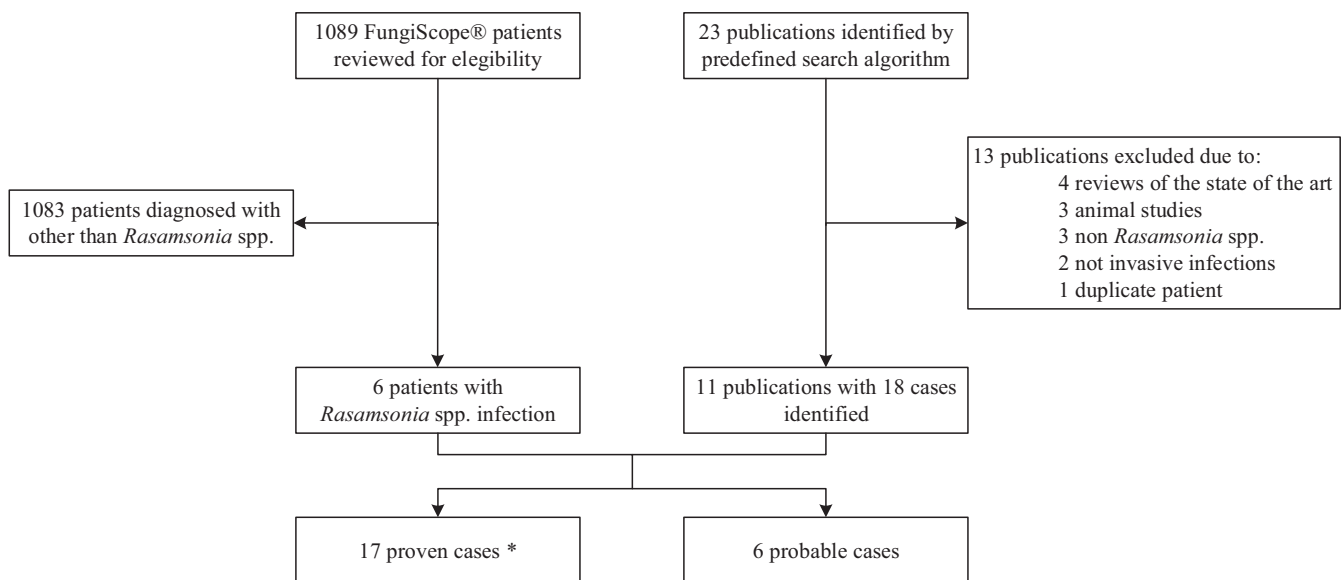 1089 FungiScope® patients
reviewed for elegibility
23 publications identified by
predefined search algorithm
13 publications excluded due to:
4 reviews of the state of the art
3 animal studies
3 non Rasamsonia spp.
2 not invasive infections
1 duplicate patient
1083 patients diagnosed with
other than Rasamsonia spp.
6 patients with
Rasamsonia spp. infection
11 publications with 18 cases
identified
17 proven cases *
6 probable cases